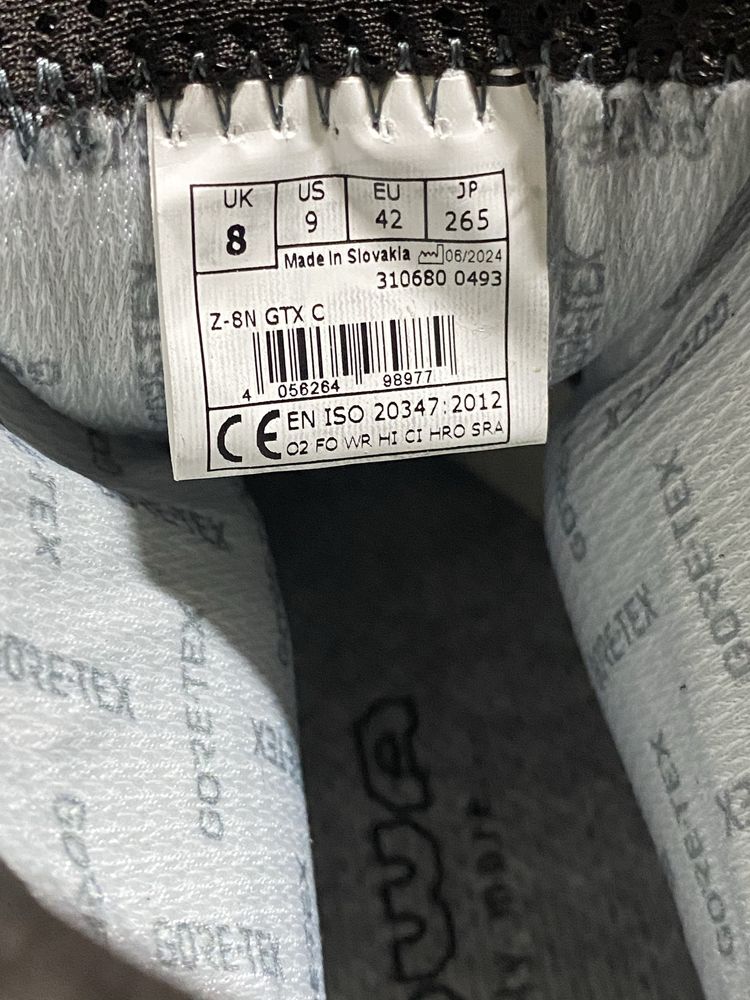 UK US EU JP
8 9 42 265
Made in Slovakia 06/2024
310680 0493
Z-8N GTX C
4 056264 98977
CE EN ISO 20347:2012
O2 FO WR HI CI HRO SRA
GORE-TEX
GORE-TEX
GORE-TEX
GORE-TEX
GORE-TEX
GORE-TEX